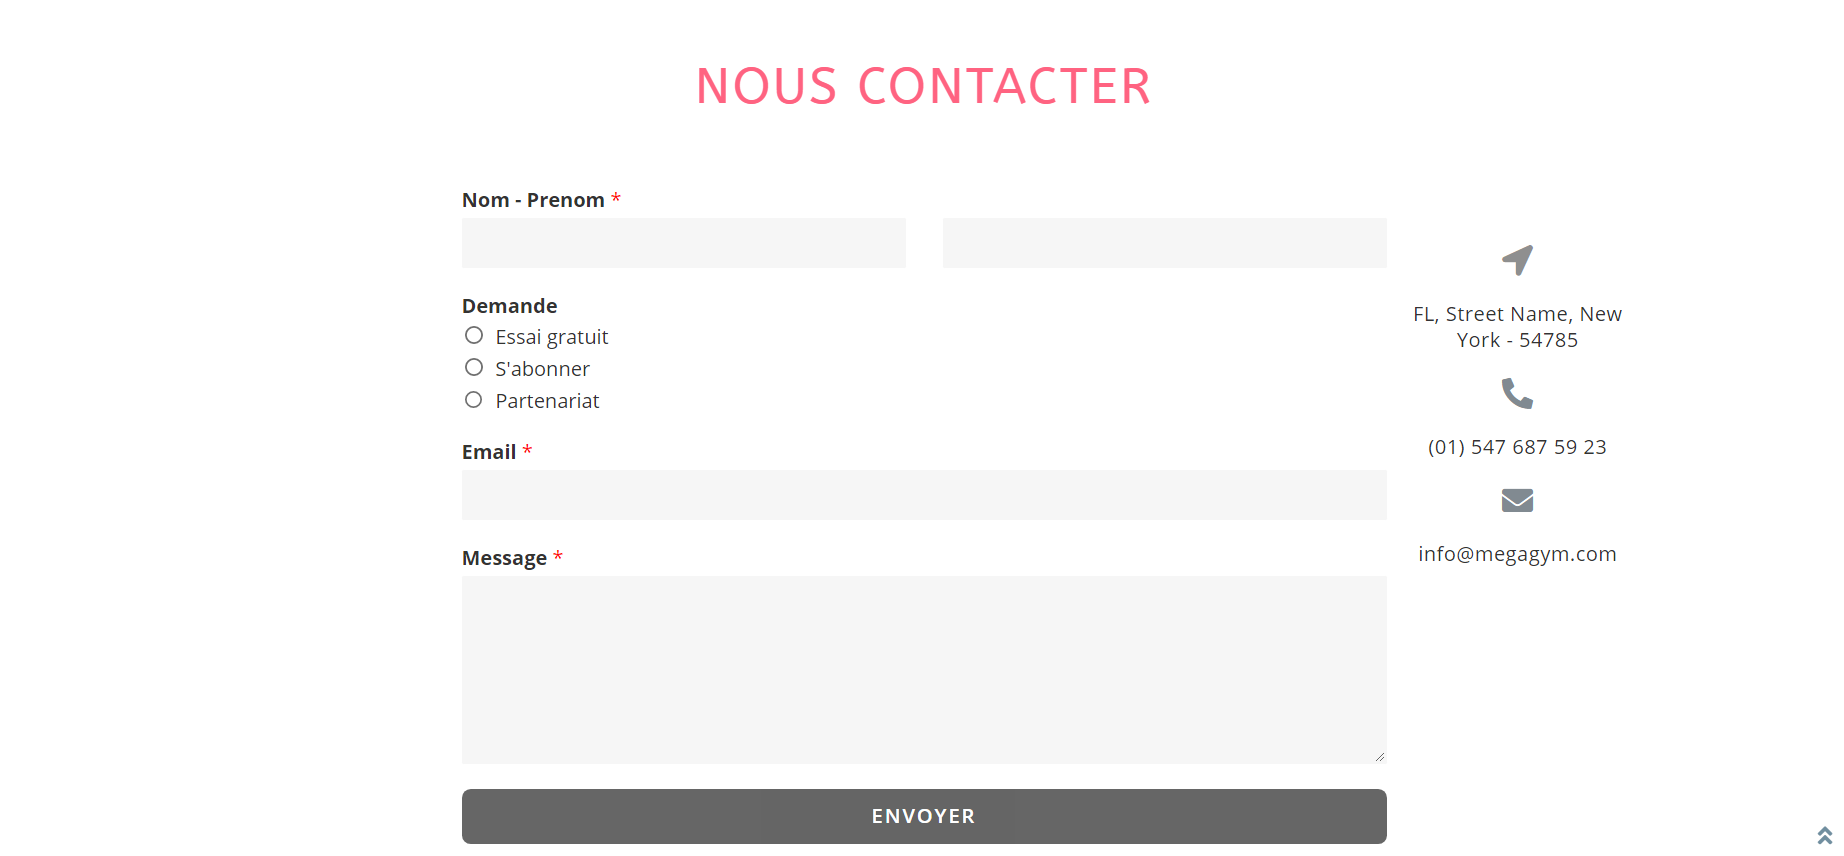 NOUS CONTACTER
Nom - Prenom *
Demande
Essai gratuit
S'abonner
Partenariat
Email *
Message *
ENVOYER
FL, Street Name, New
York - 54785
(01) 547 687 59 23
info@megagym.com